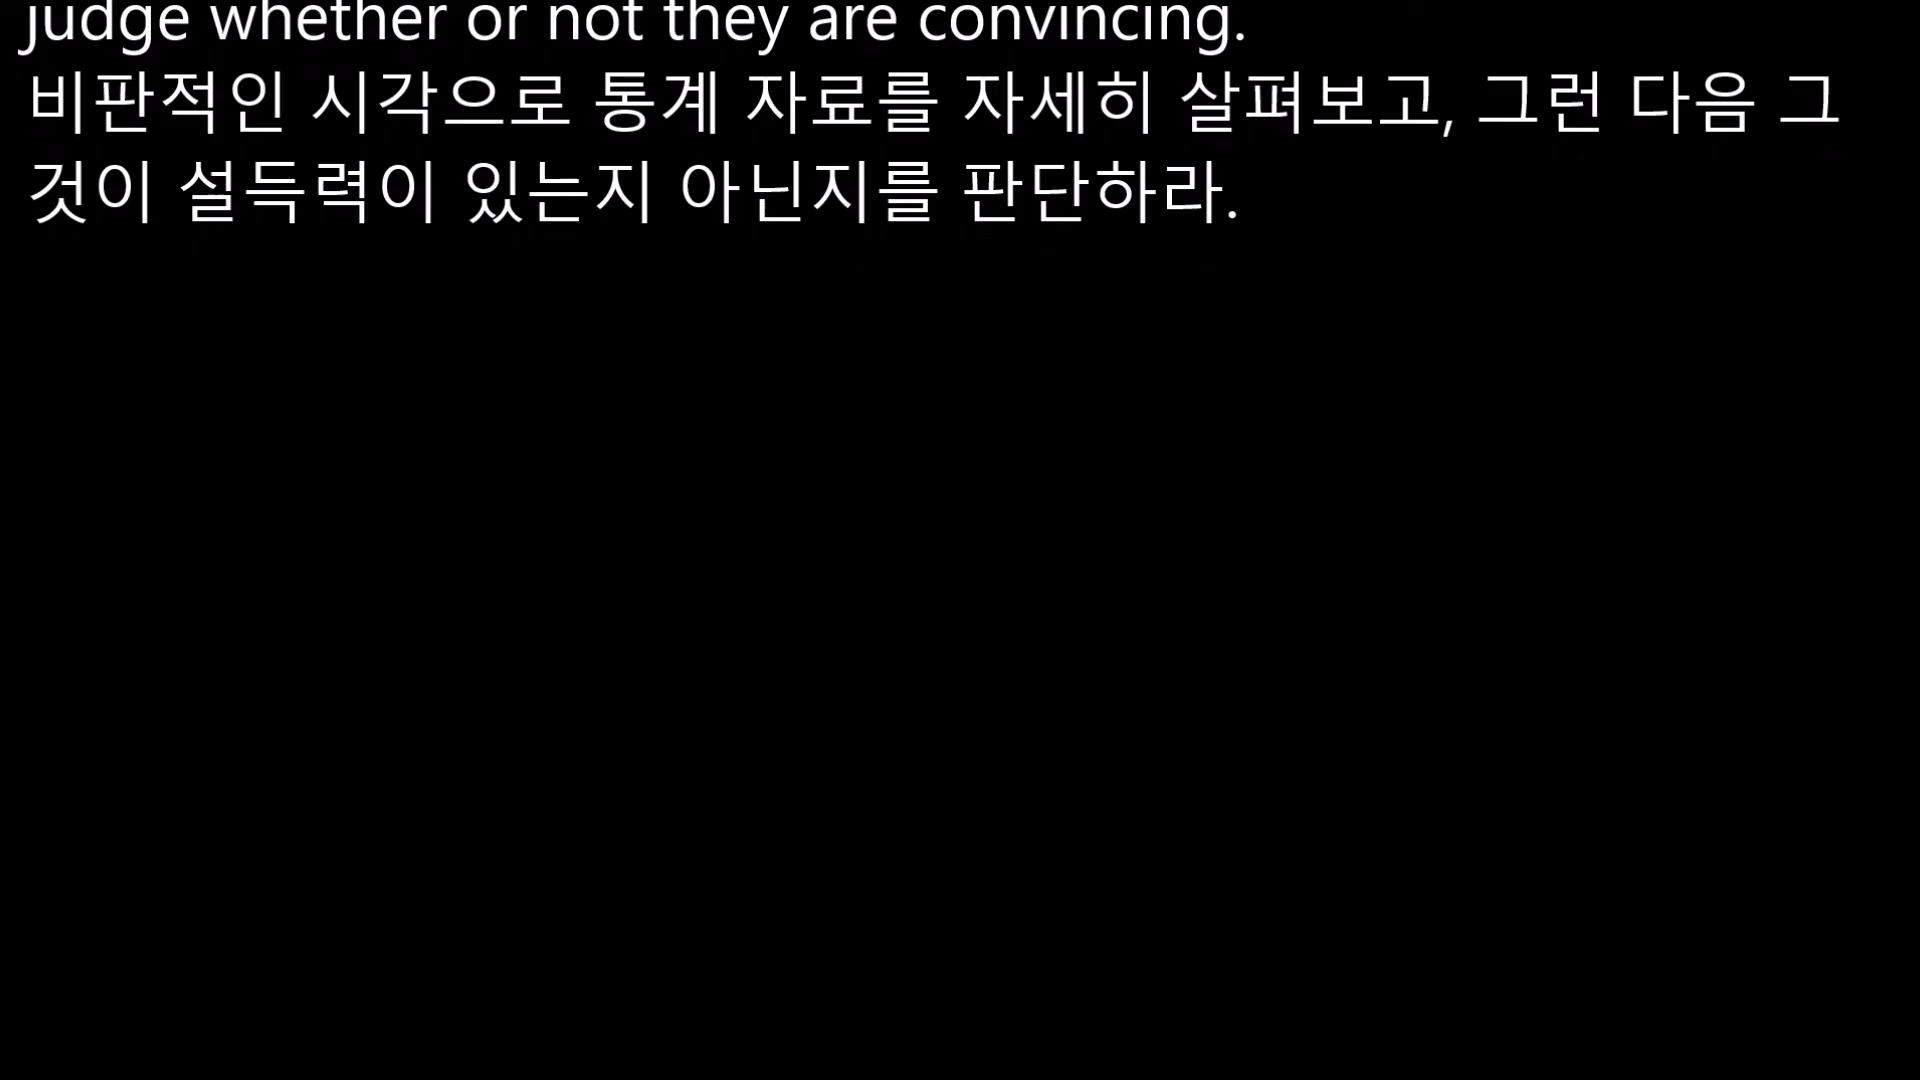 judge whether or not they are convincing.
비판적인 시각으로 통계 자료를 자세히 살펴보고, 그런 다음 그
것이 설득력이 있는지 아닌지를 판단하라.